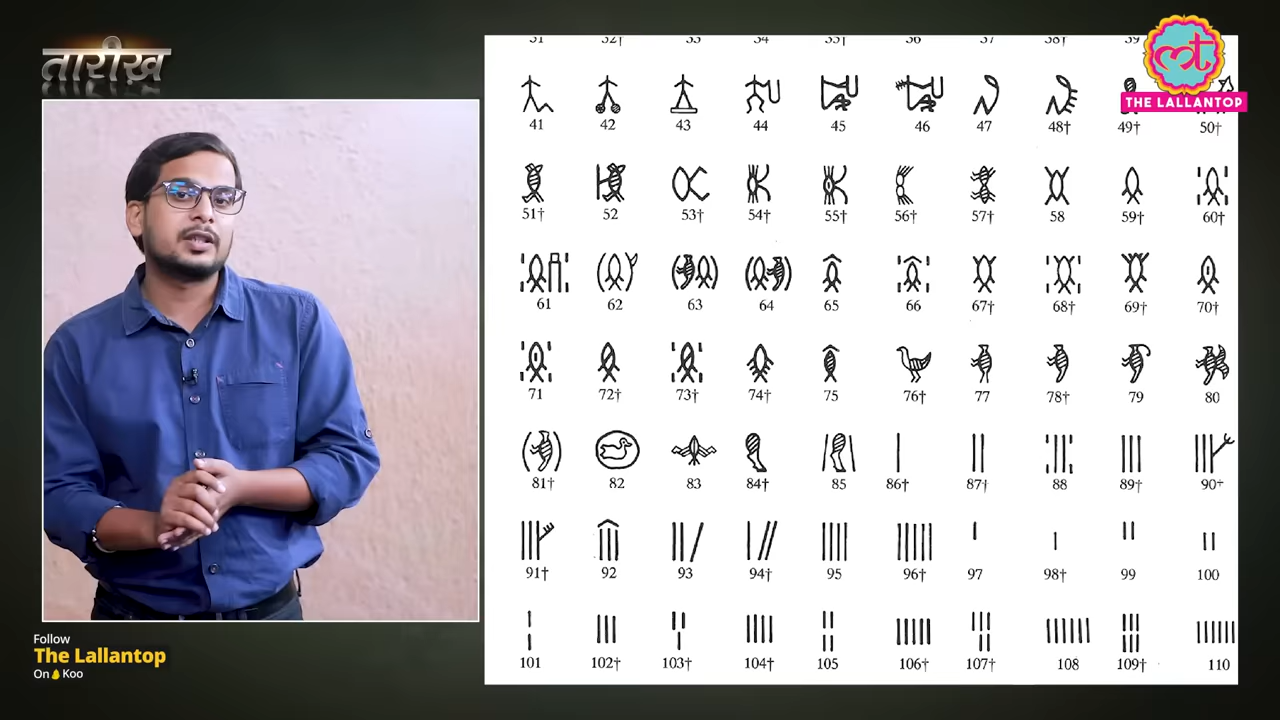 तारीख़
THE LALLANTOP
41 42 43 44 45 46 47 48† 49† 50†
51† 52 53† 54† 55† 56† 57† 58 59† 60†
61 62 63 64 65 66 67† 68† 69† 70†
71 72† 73† 74† 75 76† 77 78† 79 80
81† 82 83 84† 85 86† 87† 88 89† 90†
91† 92 93 94† 95 96† 97 98† 99 100
101 102† 103† 104† 105 106† 107† 108 109† 110
Follow
The Lallantop
On Koo